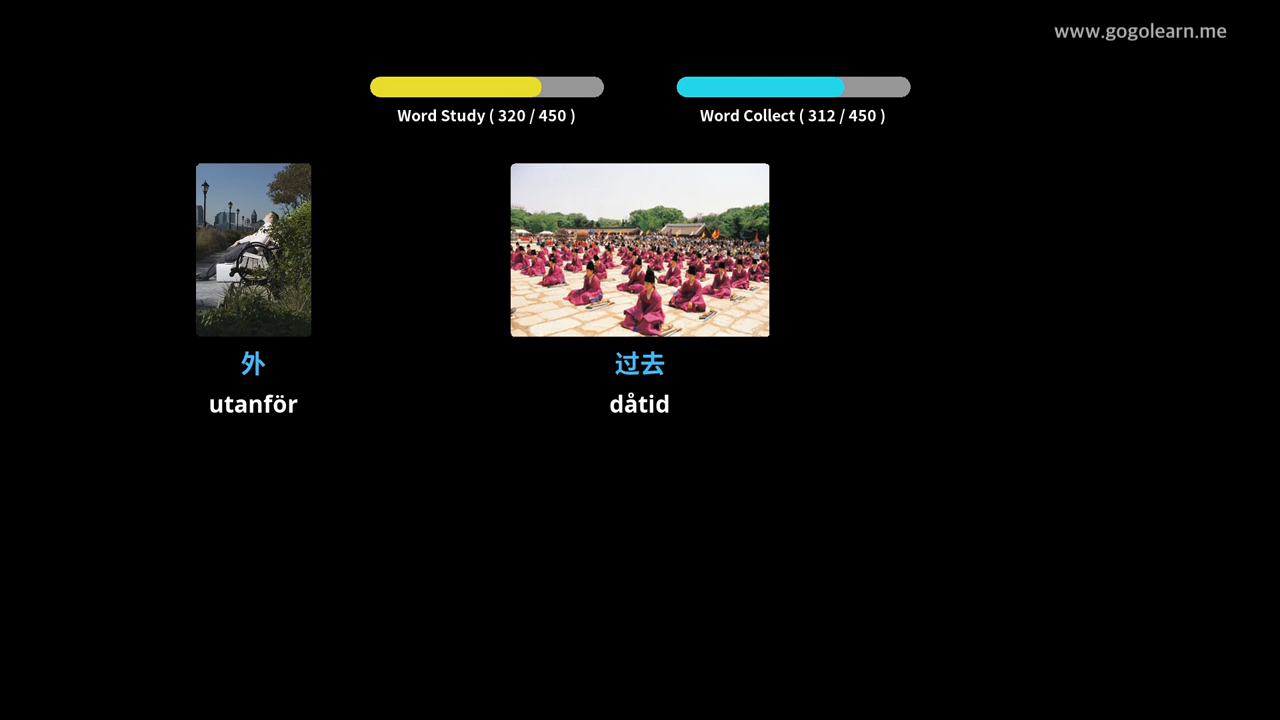 www.gogolearn.me
Word Study ( 320 / 450 )
Word Collect ( 312 / 450 )
外
utanför
过去
dåtid